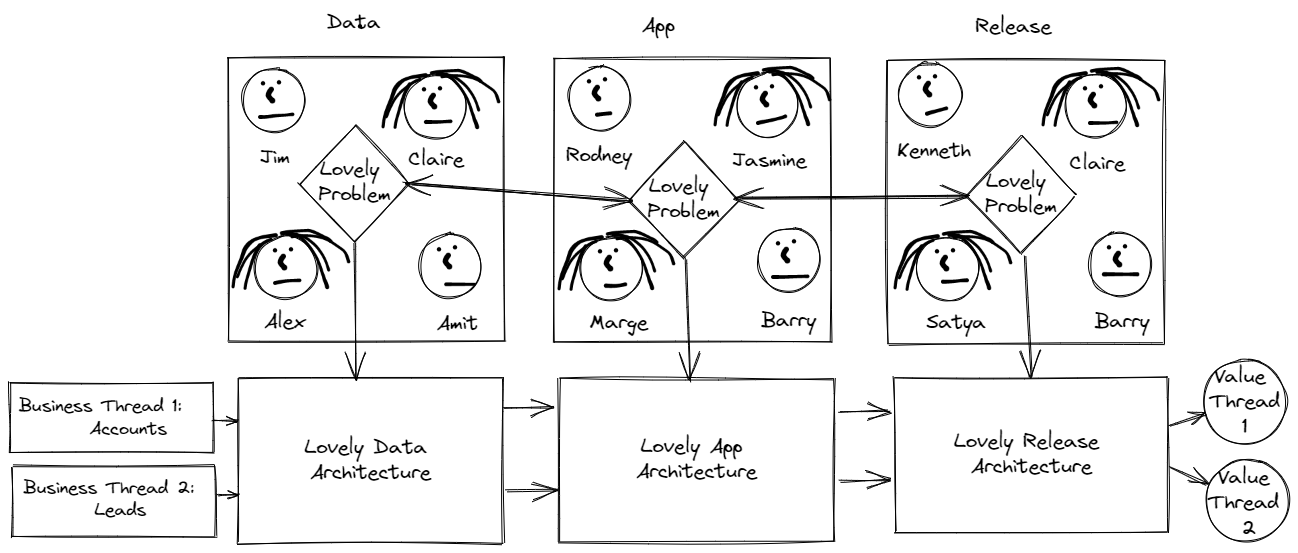 Data
App
Release
Jim
Claire
Lovely
Problem
Alex
Amit
Rodney
Jasmine
Lovely
Problem
Marge
Barry
Kenneth
Claire
Lovely
Problem
Satya
Barry
Business Thread 1:
Accounts
Business Thread 2:
Leads
Lovely Data
Architecture
Lovely App
Architecture
Lovely Release
Architecture
Value
Thread
1
Value
Thread
2